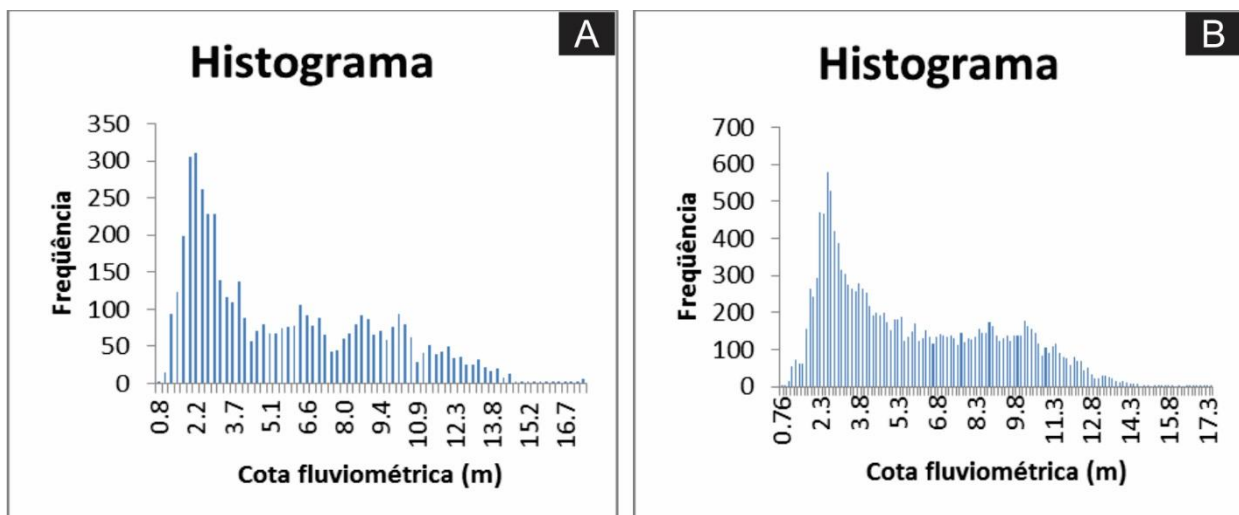 A
Histograma
Freqüência
350
300
250
200
150
100
50
0
0.8 2.2 3.7 5.1 6.6 8.0 9.4 10.9 12.3 13.8 15.2 16.7
Cota fluviométrica (m)
B
Histograma
Freqüência
700
600
500
400
300
200
100
0
0.76 2.3 3.8 5.3 6.8 8.3 9.8 11.3 12.8 14.3 15.8 17.3
Cota fluviométrica (m)